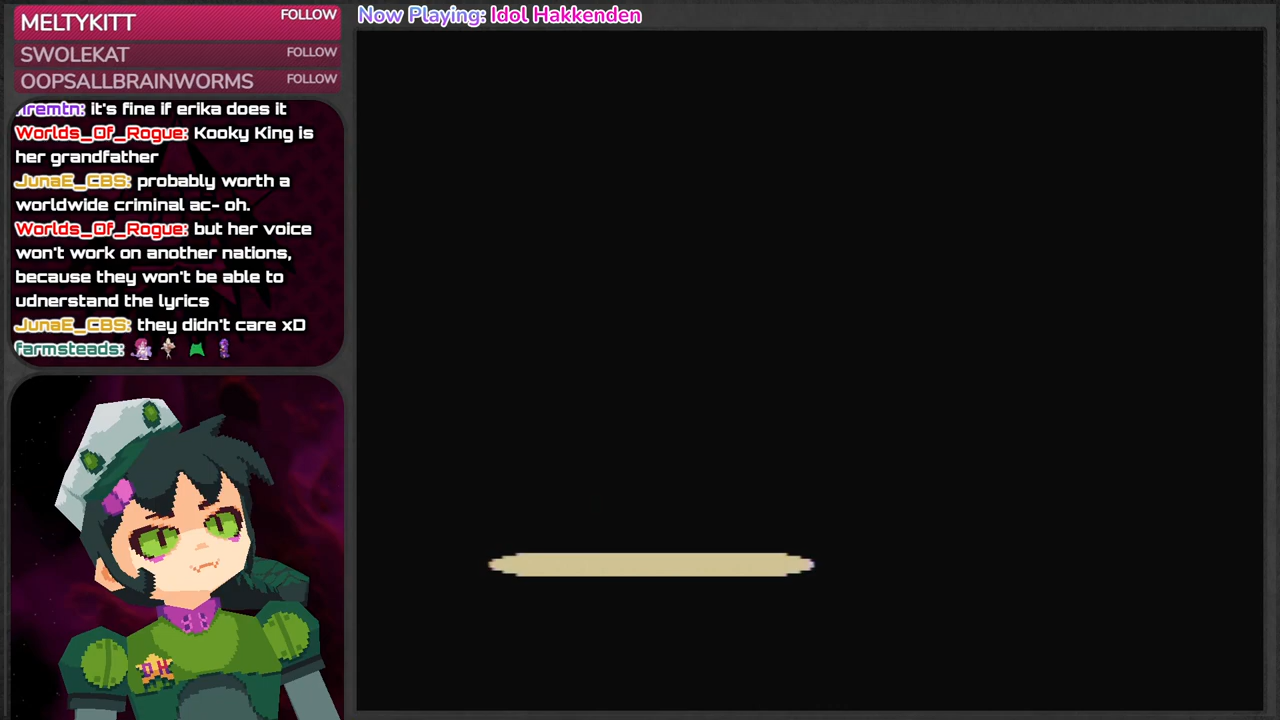 MELTYKITT FOLLOW
SWOLEKAT FOLLOW
OOPSALLBRAINWORMS FOLLOW
Now Playing: Idol Hakkenden
it's fine if erika does it
Worlds_Of_Rogue: Kooky King is
her grandfather
JunaE_CBS: probably worth a
worldwide criminal ac- oh.
Worlds_Of_Rogue: but her voice
won't work on another nations,
because they won't be able to
udnerstand the lyrics
JunaE_CBS: they didn't care xD
farmsteads: